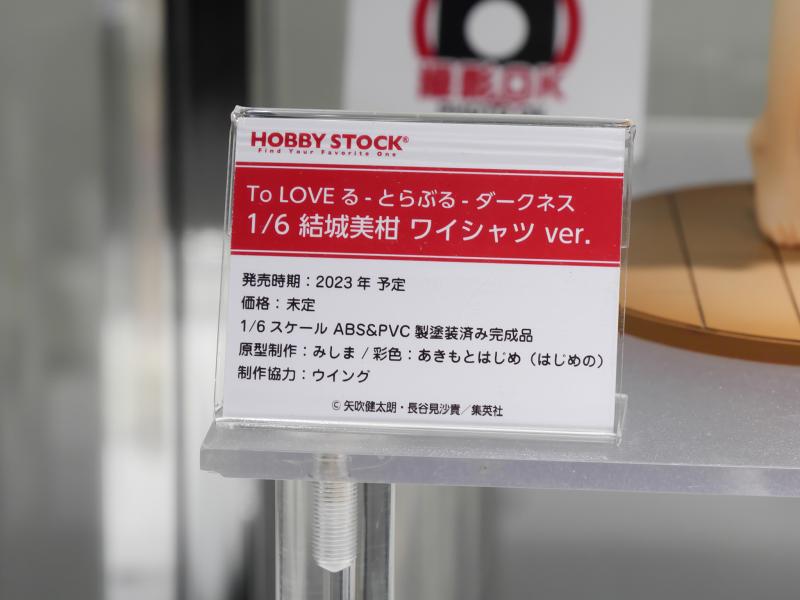 撮影OK
HOBBY STOCK®
Find Your Favorite One
To LOVE る - とらぶる - ダークネス
1/6 結城美柑 ワイシャツ ver.
発売時期：2023 年 予定
価格：未定
1/6 スケール ABS&PVC 製塗装済み完成品
原型制作：みしま / 彩色：あきもとはじめ（はじめの）
制作協力：ウイング
© 矢吹健太朗・長谷見沙貴／集英社